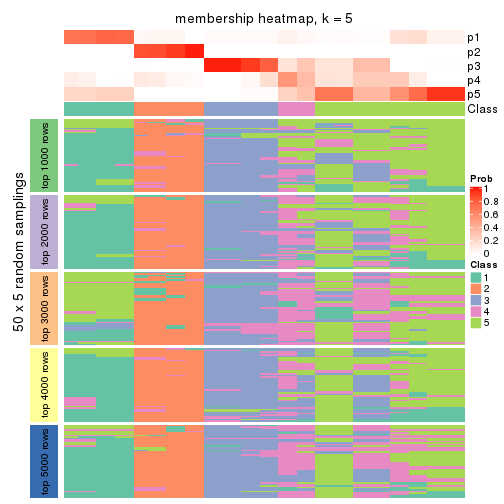 membership heatmap, k = 5
p1
p2
p3
p4
p5
Class
50 x 5 random samplings
top 1000 rows
top 2000 rows
top 3000 rows
top 4000 rows
top 5000 rows
Prob
1
0.8
0.6
0.4
0.2
0
Class
1
2
3
4
5